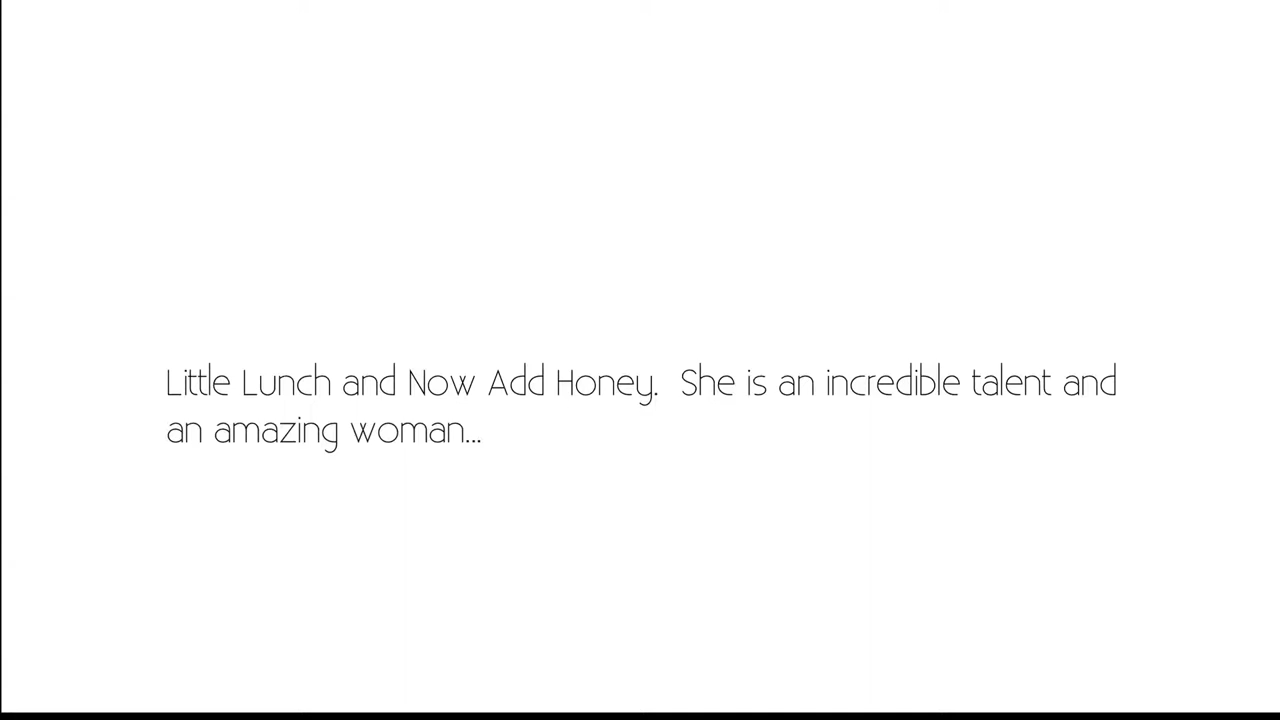 Little Lunch and Now Add Honey.  She is an incredible talent and
an amazing woman...